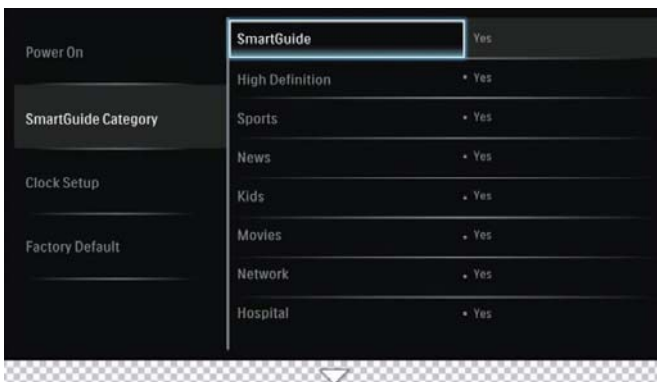 Power On
SmartGuide Category
Clock Setup
Factory Default
SmartGuide Yes
High Definition • Yes
Sports • Yes
News • Yes
Kids • Yes
Movies • Yes
Network • Yes
Hospital • Yes